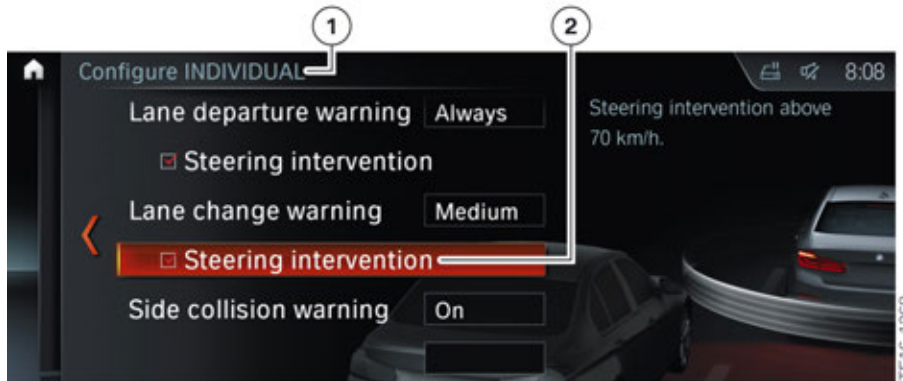 1
2
Configure INDIVIDUAL
8:08
Lane departure warning Always
Steering intervention above
70 km/h.
Steering intervention
Lane change warning Medium
Steering intervention
Side collision warning On